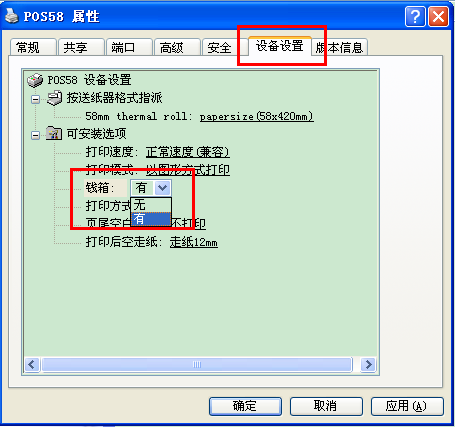 POS58 属性
常规 共享 端口 高级 安全 设备设置 版本信息
POS58 设备设置
按送纸器格式指派
58mm thermal roll: papersize(58x420mm)
可安装选项
打印速度: 正常速度(兼容)
打印模式: 以图形方式打印
钱箱: 有
无
打印方式
有
页尾空白 不打印
打印后空走纸: 走纸12mm
确定 取消 应用(A)